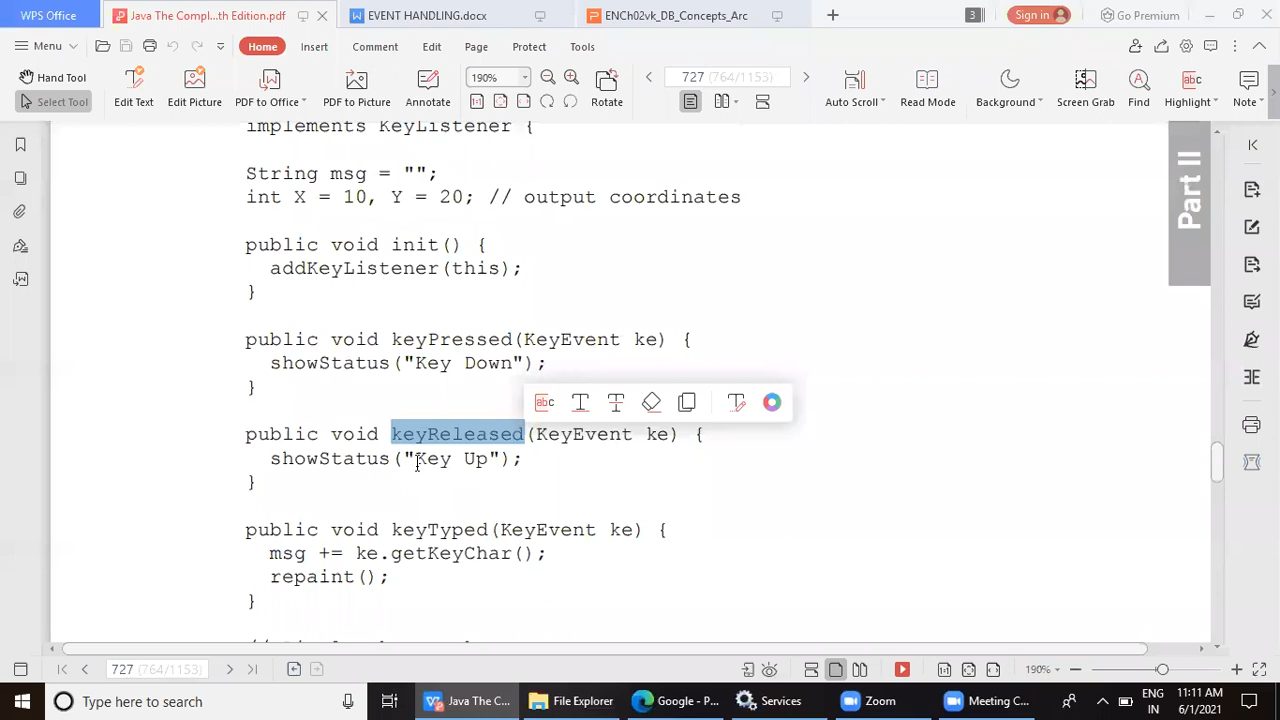 WPS Office
Java The Compl...th Edition.pdf
EVENT HANDLING.docx
ENCh02vk_DB_Concepts_Ar
3
Sign in
Go Premium
Menu
Home
Insert
Comment
Edit
Page
Protect
Tools
Hand Tool
Select Tool
Edit Text
Edit Picture
PDF to Office
PDF to Picture
Annotate
190%
Rotate
727 (764/1153)
Auto Scroll
Read Mode
Background
Screen Grab
Find
Highlight
Note
implements KeyListener {
String msg = "";
int X = 10, Y = 20; // output coordinates
public void init() {
addKeyListener(this);
}
public void keyPressed(KeyEvent ke) {
showStatus("Key Down");
}
public void keyReleased(KeyEvent ke) {
showStatus("Key Up");
}
public void keyTyped(KeyEvent ke) {
msg += ke.getKeyChar();
repaint();
}
Part II
727 (764/1153)
190%
Type here to search
Java The C...
File Explorer
Google - P...
Services
Zoom
Meeting C...
ENG
IN
11:11 AM
6/1/2021